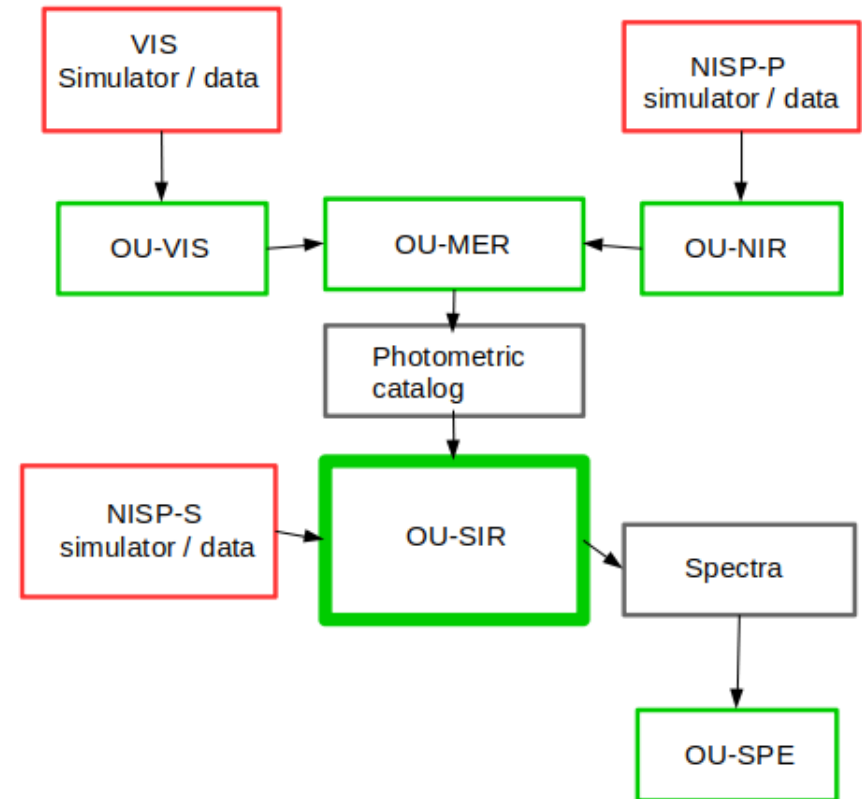 VIS
Simulator / data
NISP-P
simulator / data
OU-VIS
OU-MER
OU-NIR
Photometric
catalog
NISP-S
simulator / data
OU-SIR
Spectra
OU-SPE